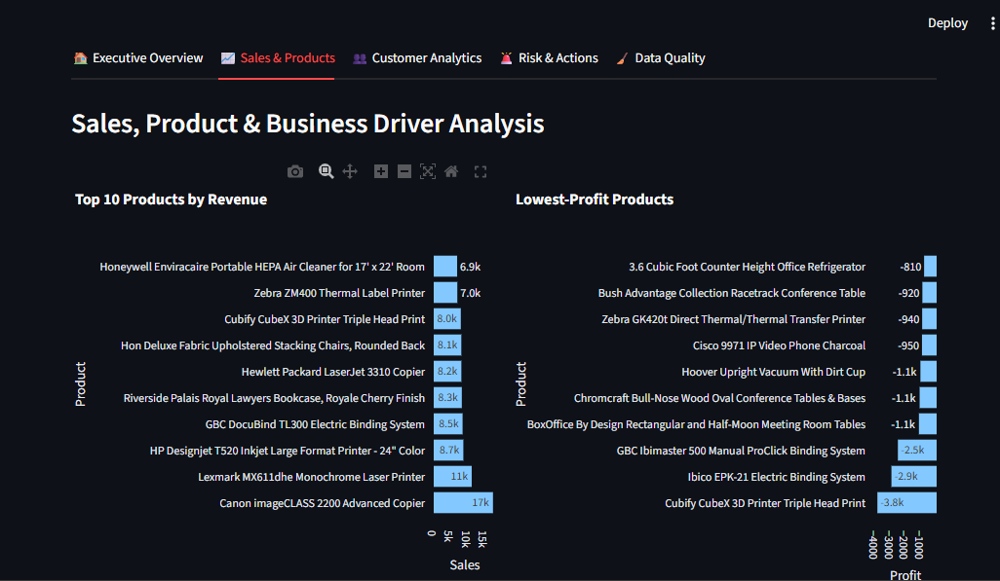 Deploy
Executive Overview
Sales & Products
Customer Analytics
Risk & Actions
Data Quality
Sales, Product & Business Driver Analysis
Top 10 Products by Revenue
Product
Honeywell Enviracaire Portable HEPA Air Cleaner for 17' x 22' Room 6.9k
Zebra ZM400 Thermal Label Printer 7.0k
Cubify CubeX 3D Printer Triple Head Print 8.0k
Hon Deluxe Fabric Upholstered Stacking Chairs, Rounded Back 8.1k
Hewlett Packard LaserJet 3310 Copier 8.2k
Riverside Palais Royal Lawyers Bookcase, Royale Cherry Finish 8.3k
GBC DocuBind TL300 Electric Binding System 8.5k
HP Designjet T520 Inkjet Large Format Printer - 24" Color 8.7k
Lexmark MX611dhe Monochrome Laser Printer 11k
Canon imageCLASS 2200 Advanced Copier 17k
0 5k 10k 15k
Sales
Lowest-Profit Products
Product
3.6 Cubic Foot Counter Height Office Refrigerator -810
Bush Advantage Collection Racetrack Conference Table -920
Zebra GK420t Direct Thermal/Thermal Transfer Printer -940
Cisco 9971 IP Video Phone Charcoal -950
Hoover Upright Vacuum With Dirt Cup -1.1k
Chromcraft Bull-Nose Wood Oval Conference Tables & Bases -1.1k
BoxOffice By Design Rectangular and Half-Moon Meeting Room Tables -1.1k
GBC Ibimaster 500 Manual ProClick Binding System -2.5k
Ibico EPK-21 Electric Binding System -2.9k
Cubify CubeX 3D Printer Triple Head Print -3.8k
-4000 -3000 -2000 -1000
Profit